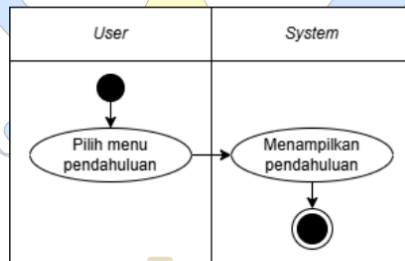 User
System
Pilih menu
pendahuluan
Menampilkan
pendahuluan